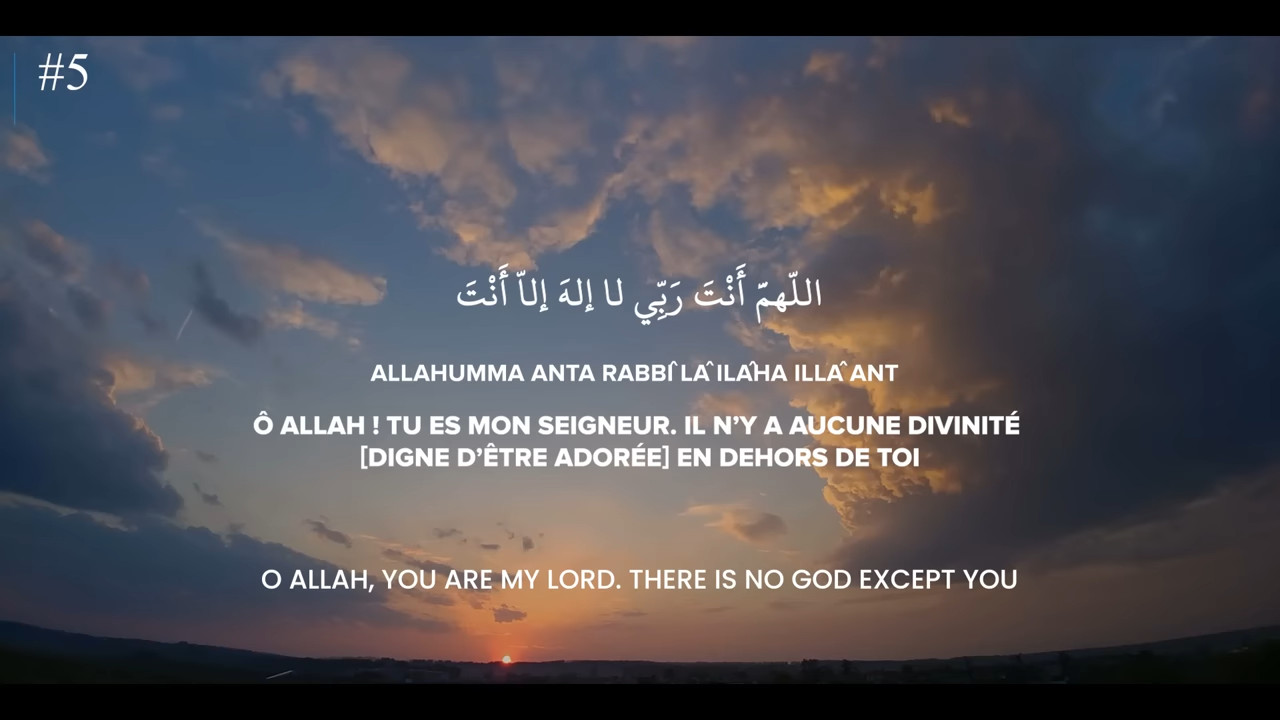 #5
اللّهمّ أَنْتَ رَبِّي لا إلهَ إلاّ أَنْتَ
ALLAHUMMA ANTA RABBÎ LÂ ILÂHA ILLÂ ANT
Ô ALLAH ! TU ES MON SEIGNEUR. IL N’Y A AUCUNE DIVINITÉ
[DIGNE D’ÊTRE ADORÉE] EN DEHORS DE TOI
O ALLAH, YOU ARE MY LORD. THERE IS NO GOD EXCEPT YOU